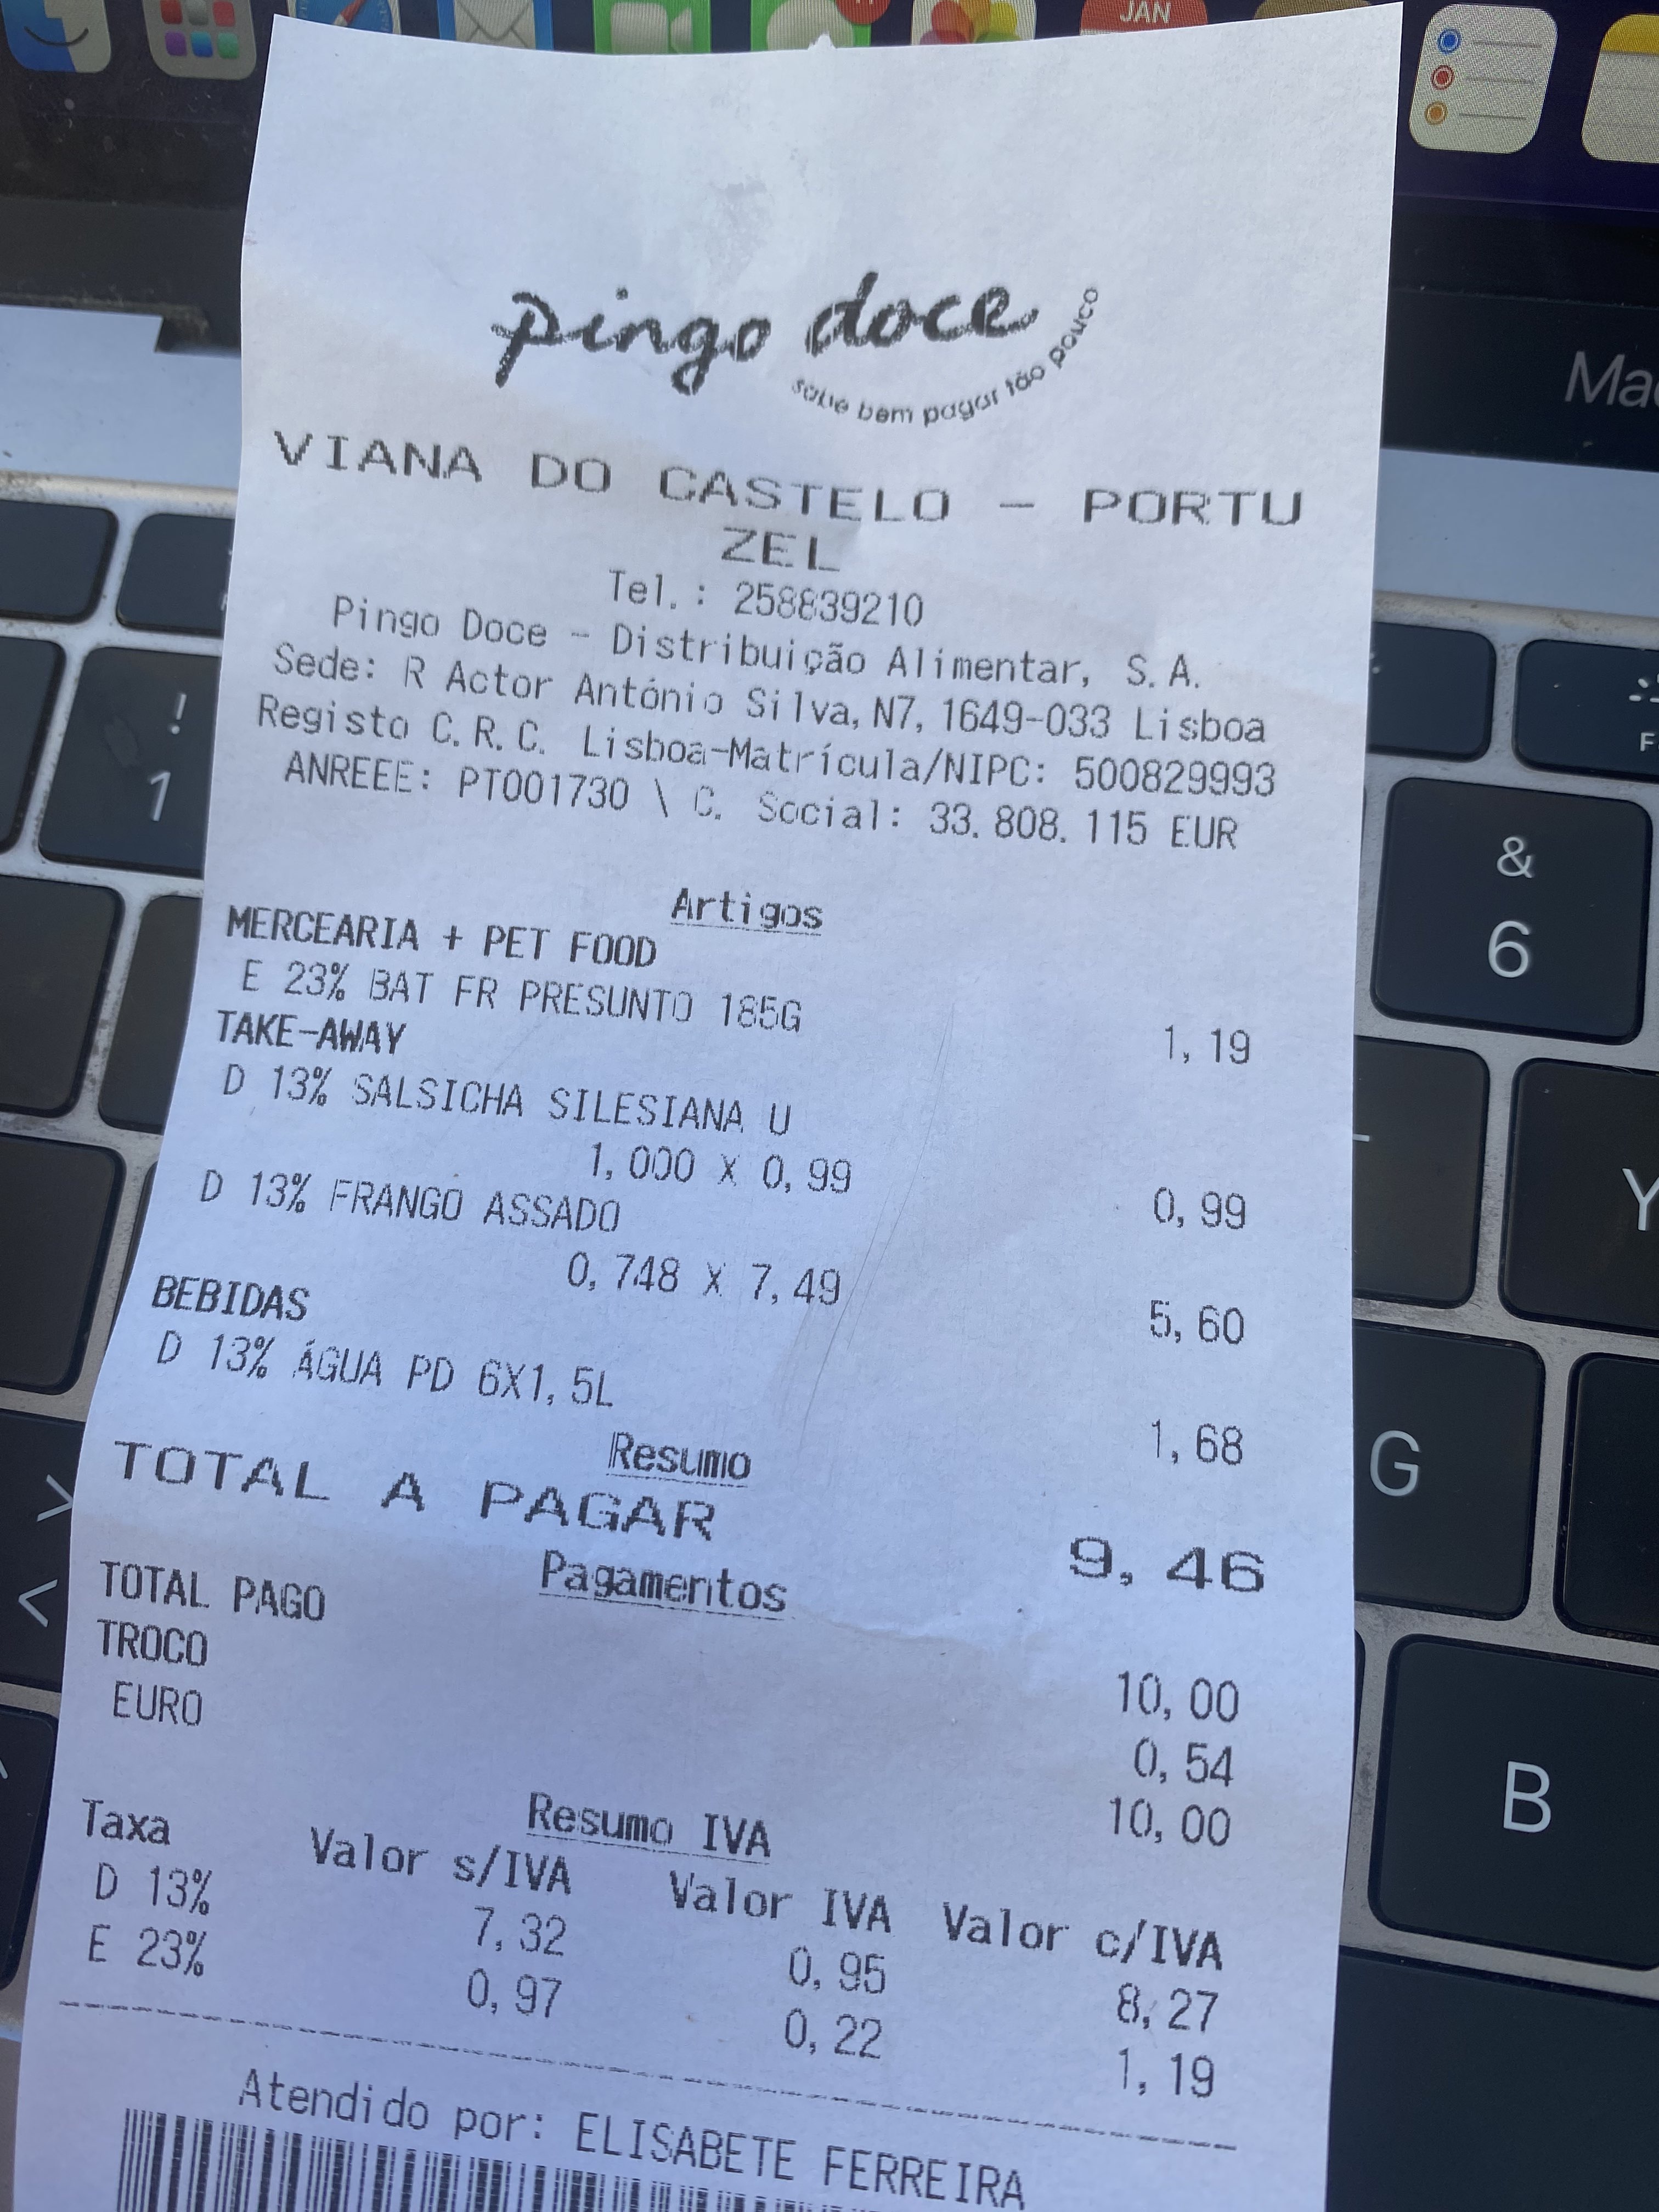 JAN
pingo doce
sabe bem pagar tão pouco
VIANA DO CASTELO - PORTU
ZEL
Tel.: 258839210
Pingo Doce - Distribuição Alimentar, S.A.
Sede: R Actor António Silva, N7, 1649-033 Lisboa
Registo C.R.C. Lisboa-Matrícula/NIPC: 500829993
ANREEE: PT001730 \ C. Social: 33.808.115 EUR
Artigos
MERCEARIA + PET FOOD
E 23% BAT FR PRESUNTO 185G 1,19
TAKE-AWAY
D 13% SALSICHA SILESIANA U
1,000 X 0,99 0,99
D 13% FRANGO ASSADO
0,748 X 7,49 5,60
BEBIDAS
D 13% ÁGUA PD 6X1,5L 1,68
Resumo
TOTAL A PAGAR 9,46
Pagamentos
TOTAL PAGO 10,00
TROCO 0,54
EURO 10,00
Resumo IVA
Taxa Valor s/IVA Valor IVA Valor c/IVA
D 13% 7,32 0,95 8,27
E 23% 0,97 0,22 1,19
Atendido por: ELISABETE FERREIRA
!
1
&
6
Y
G
B
>
<